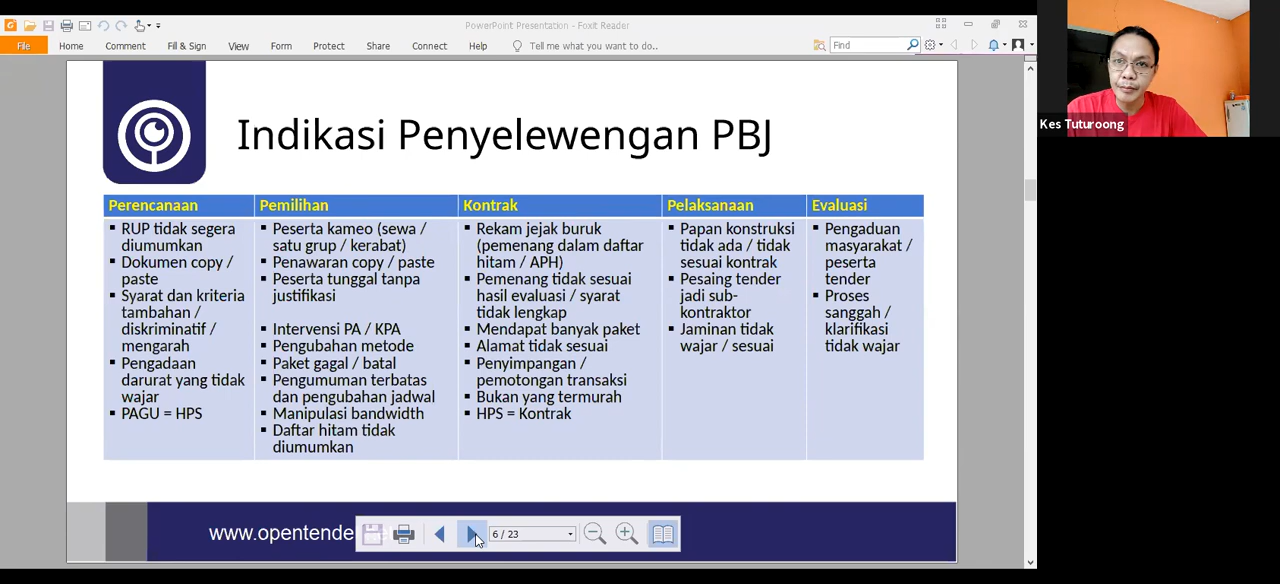 PowerPoint Presentation - Foxit Reader
File Home Comment Fill & Sign View Form Protect Share Connect Help Tell me what you want to do.. Find
Kes Tuturoong
Indikasi Penyelewengan PBJ
Perencanaan
▪ RUP tidak segera
diumumkan
▪ Dokumen copy /
paste
▪ Syarat dan kriteria
tambahan /
diskriminatif /
mengarah
▪ Pengadaan
darurat yang tidak
wajar
▪ PAGU = HPS
Pemilihan
▪ Peserta kameo (sewa /
satu grup / kerabat)
▪ Penawaran copy / paste
▪ Peserta tunggal tanpa
justifikasi
▪ Intervensi PA / KPA
▪ Pengubahan metode
▪ Paket gagal / batal
▪ Pengumuman terbatas
dan pengubahan jadwal
▪ Manipulasi bandwidth
▪ Daftar hitam tidak
diumumkan
Kontrak
▪ Rekam jejak buruk
(pemenang dalam daftar
hitam / APH)
▪ Pemenang tidak sesuai
hasil evaluasi / syarat
tidak lengkap
▪ Mendapat banyak paket
▪ Alamat tidak sesuai
▪ Penyimpangan /
pemotongan transaksi
▪ Bukan yang termurah
▪ HPS = Kontrak
Pelaksanaan
▪ Papan konstruksi
tidak ada / tidak
sesuai kontrak
▪ Pesaing tender
jadi sub-
kontraktor
▪ Jaminan tidak
wajar / sesuai
Evaluasi
▪ Pengaduan
masyarakat /
peserta
tender
▪ Proses
sanggah /
klarifikasi
tidak wajar
www.opentende
6 / 23